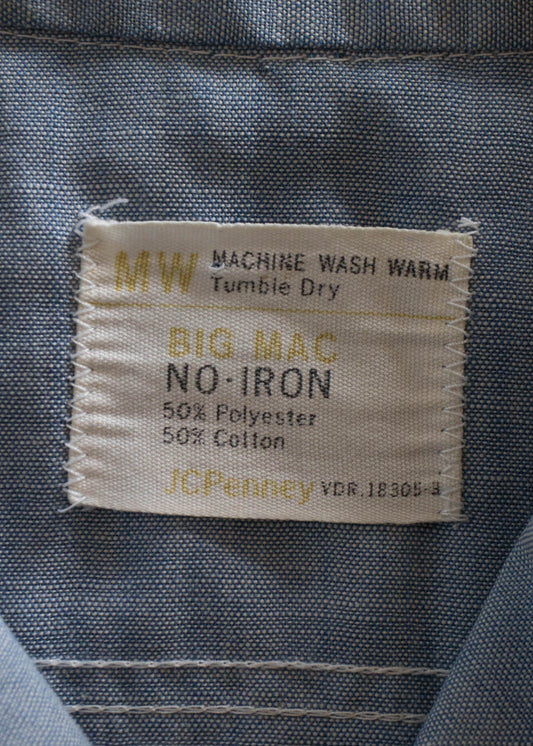 MW MACHINE WASH WARM
Tumble Dry
BIG MAC
NO-IRON
50% Polyester
50% Cotton
JCPenney VDR.18305-3